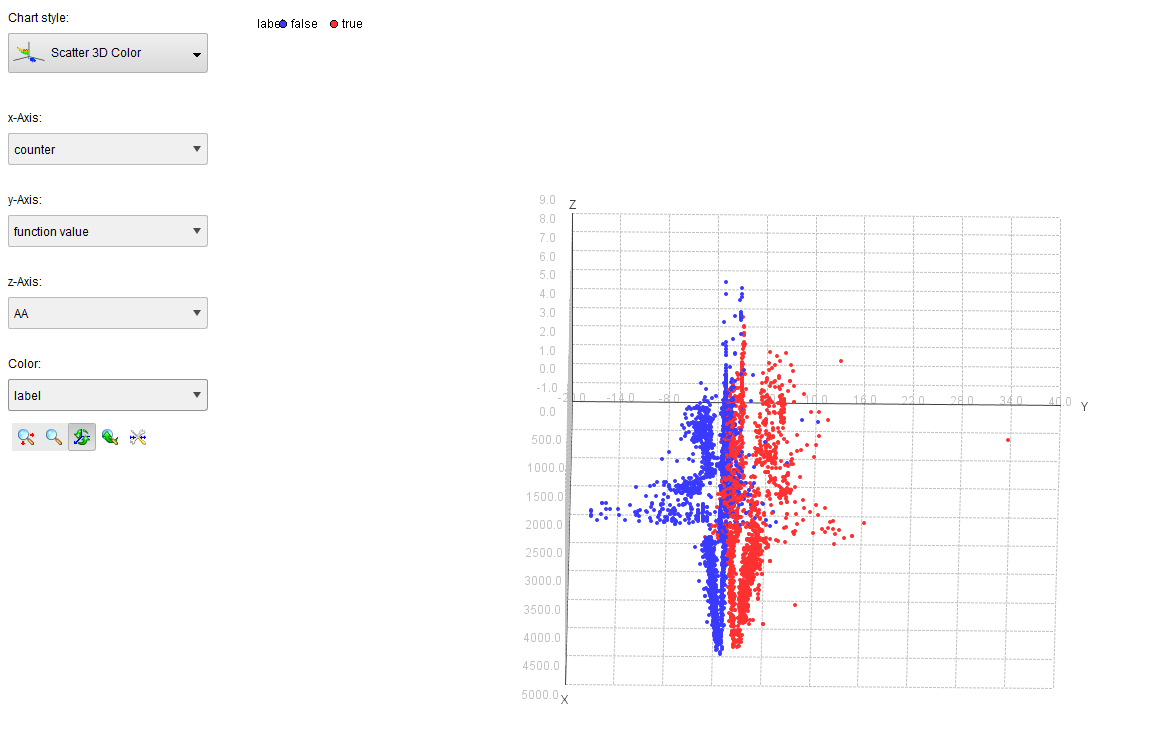 Chart style:
Scatter 3D Color
x-Axis:
counter
y-Axis:
function value
z-Axis:
AA
Color:
label
label false true
Z
9.0
8.0
7.0
6.0
5.0
4.0
3.0
2.0
1.0
0.0
-1.0
-20.0 -14.0 -8.0 10.0 16.0 22.0 28.0 34.0 40.0 Y
0.0
500.0
1000.0
1500.0
2000.0
2500.0
3000.0
3500.0
4000.0
4500.0
5000.0
X